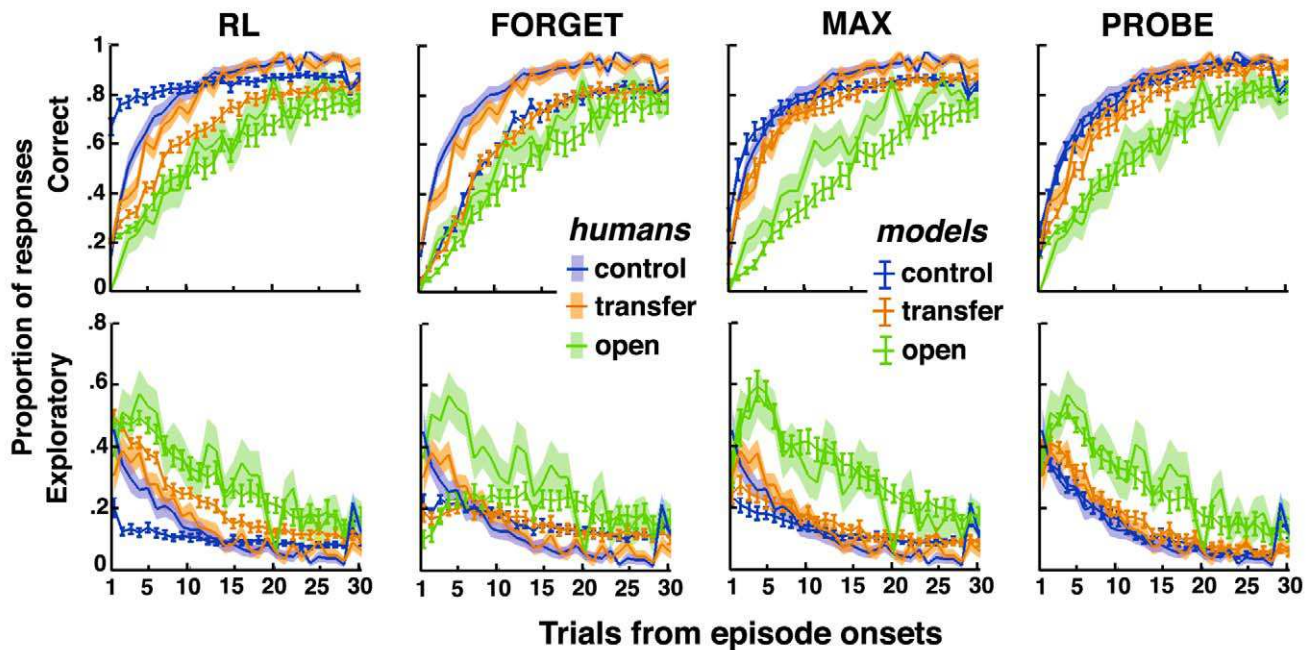 RL FORGET MAX PROBE
Proportion of responses
Correct
Exploratory
1
.8
.6
.4
.2
0
humans
control
transfer
open
models
control
transfer
open
.8
.6
.4
.2
0
1 5 10 15 20 25 30
1 5 10 15 20 25 30
1 5 10 15 20 25 30
1 5 10 15 20 25 30
Trials from episode onsets